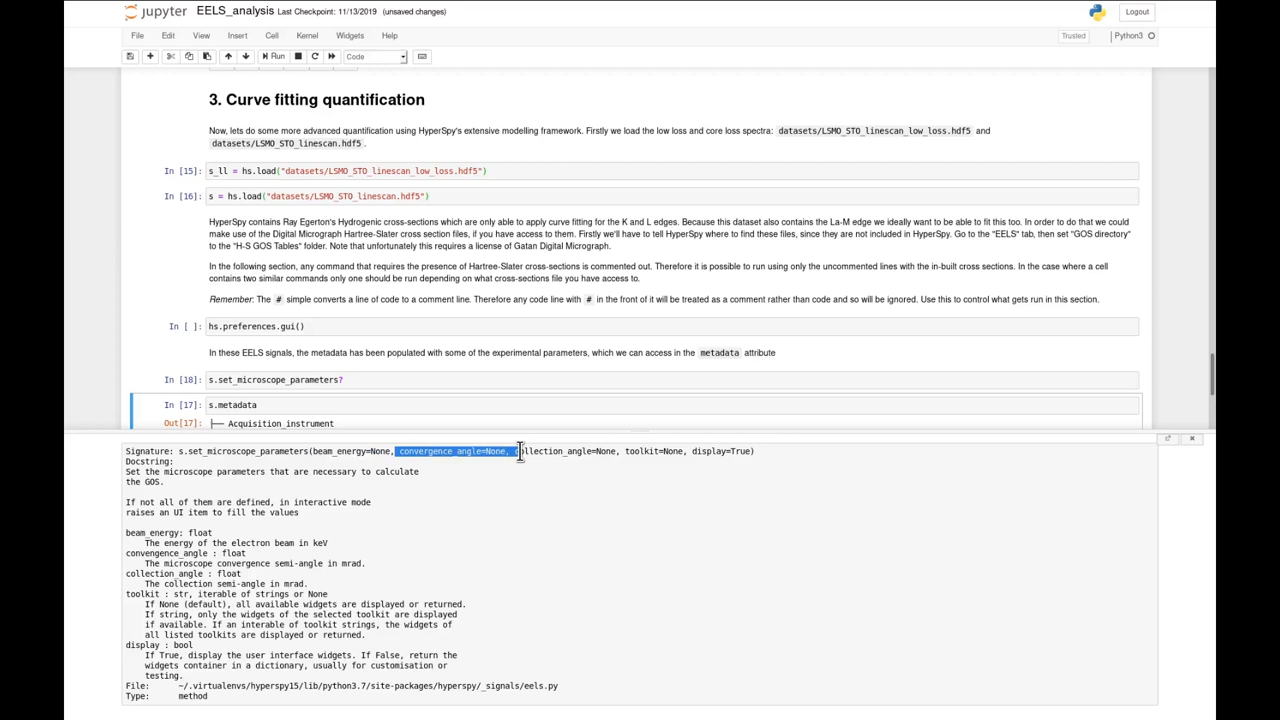 jupyter EELS_analysis Last Checkpoint: 11/13/2019 (unsaved changes) Logout
File Edit View Insert Cell Kernel Widgets Help Trusted Python3
Run Code
3. Curve fitting quantification
Now, lets do some more advanced quantification using HyperSpy's extensive modelling framework. Firstly we load the low loss and core loss spectra: datasets/LSMO_STO_linescan_low_loss.hdf5 and
datasets/LSMO_STO_linescan.hdf5 .
In [15]: s_ll = hs.load("datasets/LSMO_STO_linescan_low_loss.hdf5")
In [16]: s = hs.load("datasets/LSMO_STO_linescan.hdf5")
HyperSpy contains Ray Egerton's Hydrogenic cross-sections which are only able to apply curve fitting for the K and L edges. Because this dataset also contains the La-M edge we ideally want to be able to fit this too. In order to do that we could
make use of the Digital Micrograph Hartree-Slater cross section files, if you have access to them. Firstly we'll have to tell HyperSpy where to find these files, since they are not included in HyperSpy. Go to the "EELS" tab, then set "GOS directory"
to the "H-S GOS Tables" folder. Note that unfortunately this requires a license of Gatan Digital Micrograph.
In the following section, any command that requires the presence of Hartree-Slater cross-sections is commented out. Therefore it is possible to run using only the uncommented lines with the in-built cross sections. In the case where a cell
contains two similar commands only one should be run depending on what cross-sections file you have access to.
Remember: The # simple converts a line of code to a comment line. Therefore any code line with # in the front of it will be treated as a comment rather than code and so will be ignored. Use this to control what gets run in this section.
In [ ]: hs.preferences.gui()
In these EELS signals, the metadata has been populated with some of the experimental parameters, which we can access in the metadata attribute
In [18]: s.set_microscope_parameters?
In [17]: s.metadata
Out[17]: ├── Acquisition_instrument
Signature: s.set_microscope_parameters(beam_energy=None, convergence_angle=None, collection_angle=None, toolkit=None, display=True)
Docstring:
Set the microscope parameters that are necessary to calculate
the GOS.
If not all of them are defined, in interactive mode
raises an UI item to fill the values
beam_energy: float
The energy of the electron beam in keV
convengence_angle : float
The microscope convergence semi-angle in mrad.
collection_angle : float
The collection semi-angle in mrad.
toolkit : str, iterable of strings or None
If None (default), all available widgets are displayed or returned.
If string, only the widgets of the selected toolkit are displayed
if available. If an interable of toolkit strings, the widgets of
all listed toolkits are displayed or returned.
display : bool
If True, display the user interface widgets. If False, return the
widgets container in a dictionary, usually for customisation or
testing.
File: ~/.virtualenvs/hyperspy15/lib/python3.7/site-packages/hyperspy/_signals/eels.py
Type: method